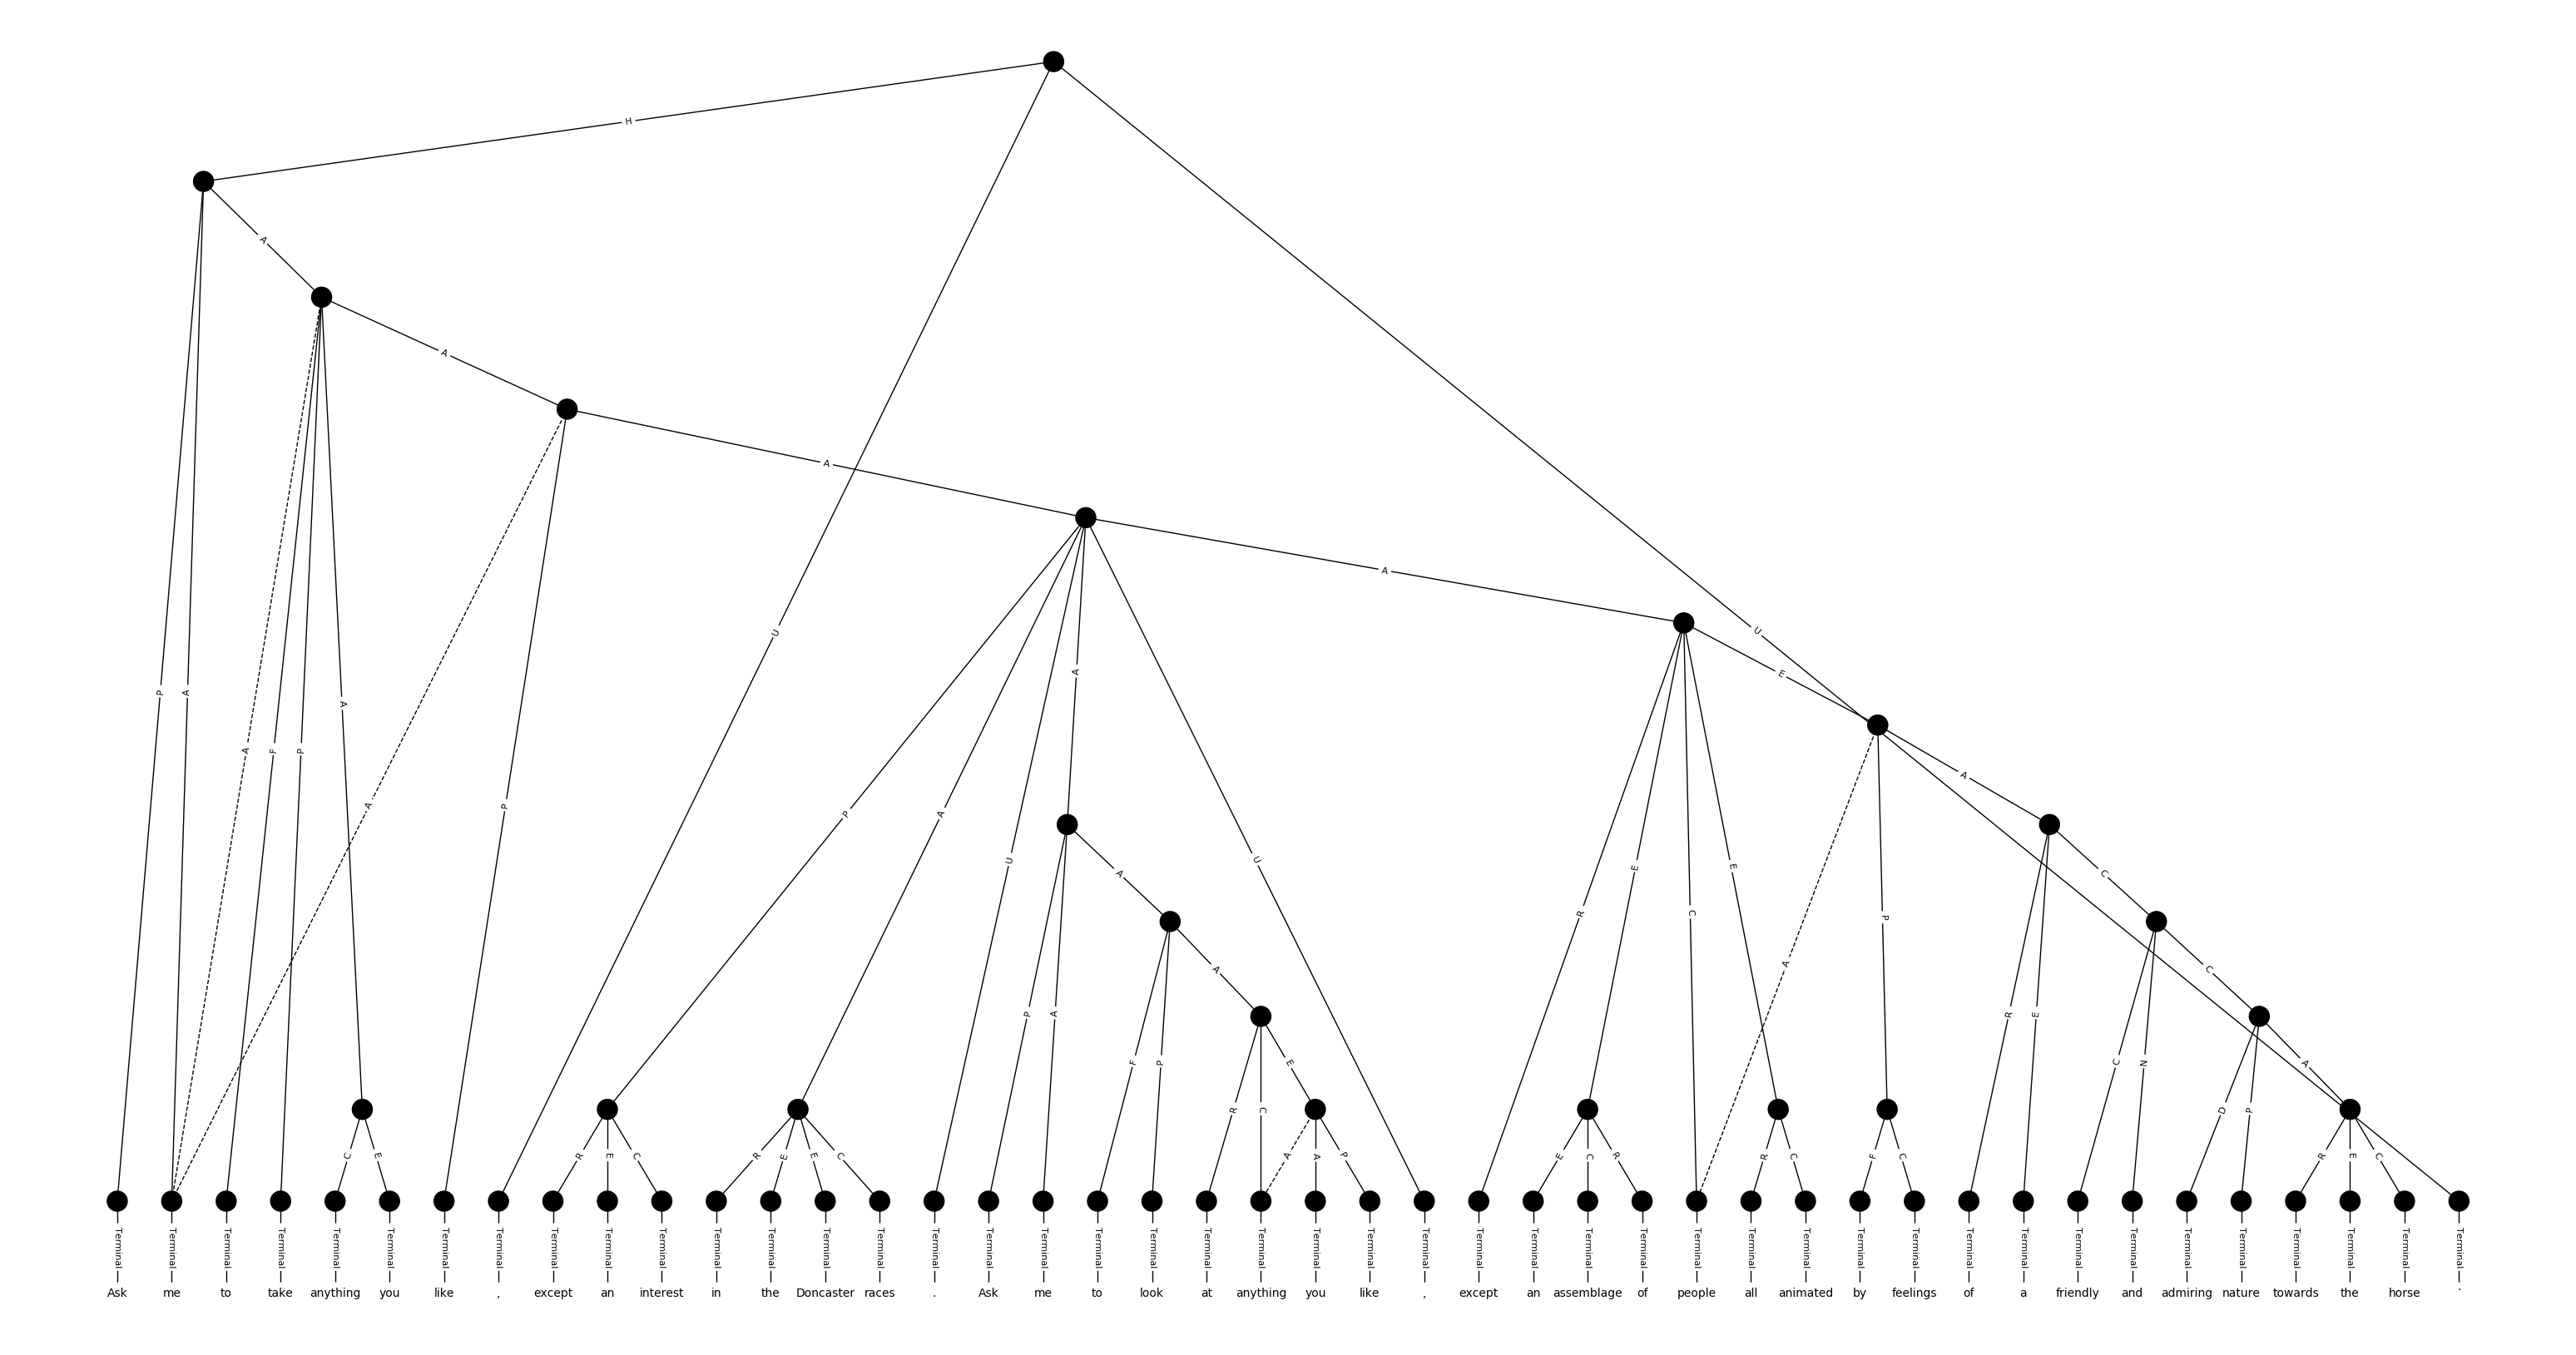 H
A
A
A
A
U
U
E
A
P
A
A
F
P
A
A
P
P
A
U
A
U
R
E
C
E
A
P
A
A
P
A
F
P
R
C
E
C
C
R
E
C
N
D
P
A
C
E
R
E
C
R
E
E
C
A
A
P
E
C
R
R
C
F
C
R
E
C
Terminal Terminal Terminal Terminal Terminal Terminal Terminal Terminal Terminal Terminal Terminal Terminal Terminal Terminal Terminal Terminal Terminal Terminal Terminal Terminal Terminal Terminal Terminal Terminal Terminal Terminal Terminal Terminal Terminal Terminal Terminal Terminal Terminal Terminal Terminal Terminal Terminal Terminal Terminal Terminal Terminal Terminal Terminal Terminal
Ask me to take anything you like , except an interest in the Doncaster races . Ask me to look at anything you like , except an assemblage of people all animated by feelings of a friendly and admiring nature towards the horse .